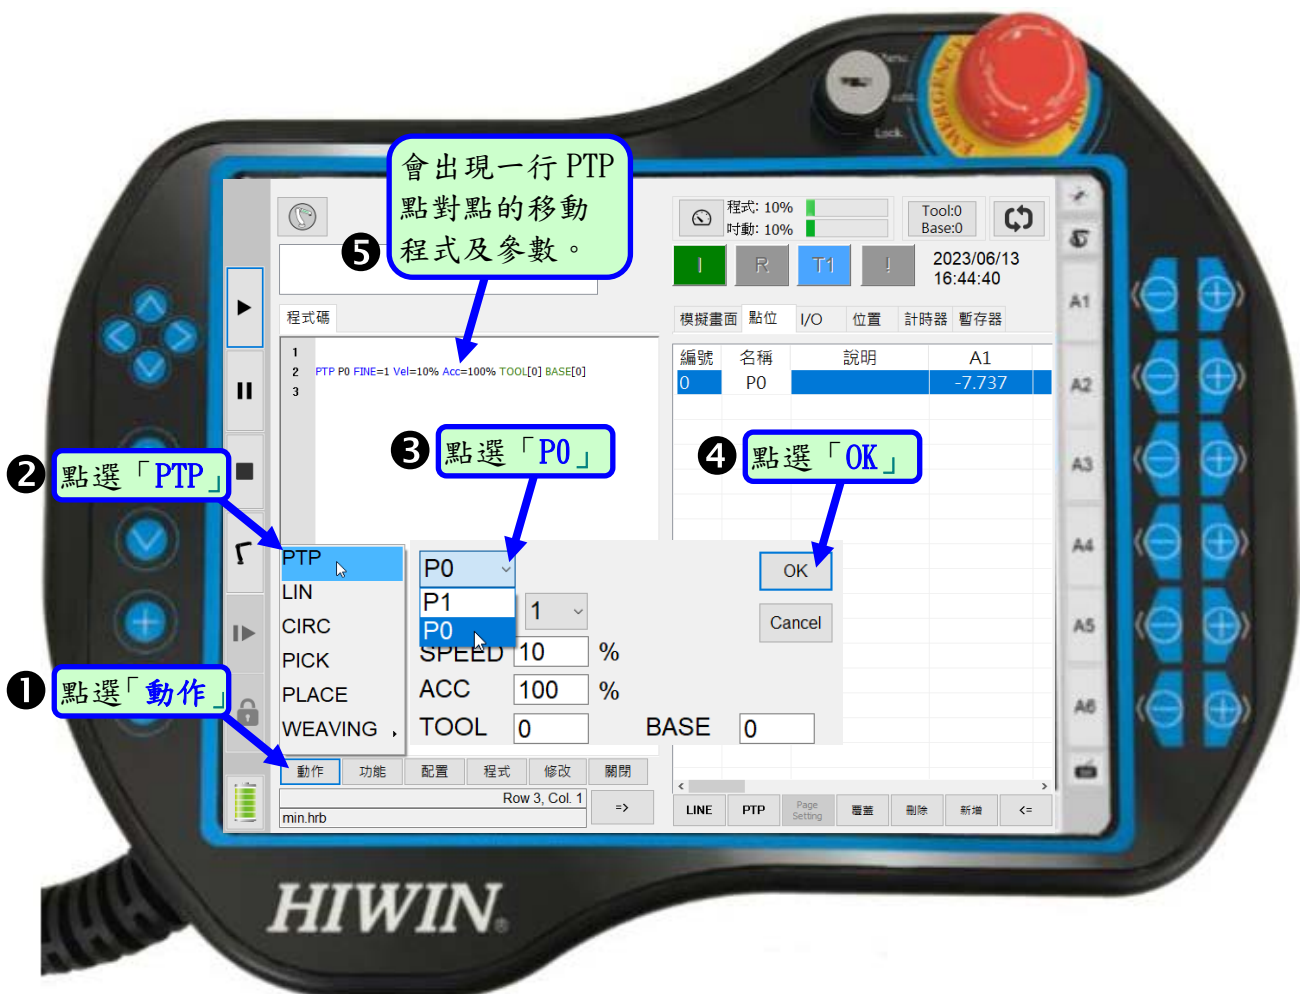 Menu
Lock
EMERGENCY
STOP
會出現一行 PTP
點對點的移動
程式及參數。
❺
程式: 10%
吋動: 10%
Tool:0
Base:0
I
R
T1
!
2023/06/13
16:44:40
程式碼
模擬畫面 點位 I/O 位置 計時器 暫存器
編號 名稱 說明 A1
0 P0 -7.737
1
2 PTP P0 FINE=1 Vel=10% Acc=100% TOOL[0] BASE[0]
3
❸ 點選「P0」
❹ 點選「OK」
❷ 點選「PTP」
PTP
LIN
CIRC
PICK
PLACE
WEAVING
P0
P1
P0
1
SPEED 10 %
ACC 100 %
TOOL 0 BASE 0
OK
Cancel
❶ 點選「動作」
動作 功能 配置 程式 修改 關閉
Row 3, Col. 1
min.hrb
=>
LINE PTP Page Setting 覆蓋 刪除 新增 <=
A1
A2
A3
A4
A5
A6
HIWIN®